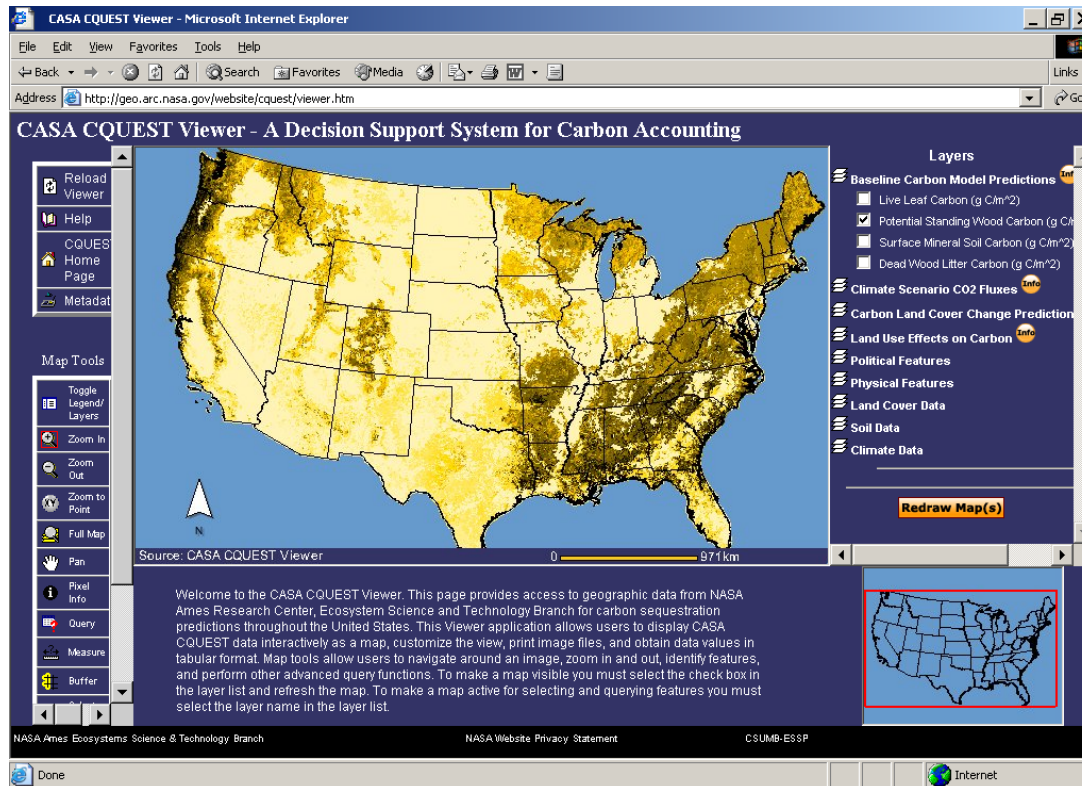 CASA CQUEST Viewer - Microsoft Internet Explorer
File Edit View Favorites Tools Help
Back Search Favorites Media Links
Address http://geo.arc.nasa.gov/website/cquest/viewer.htm Go
CASA CQUEST Viewer - A Decision Support System for Carbon Accounting
Reload
Viewer
Help
CQUES
Home
Page
Metadat
Map Tools
Toggle
Legend/
Layers
Zoom In
Zoom
Out
Zoom to
Point
Full Map
Pan
Pixel
Info
Query
Measure
Buffer
N
Source: CASA CQUEST Viewer
0 971km
Layers
Baseline Carbon Model Predictions Info
Live Leaf Carbon (g C/m^2)
Potential Standing Wood Carbon (g C/
Surface Mineral Soil Carbon (g C/m^2)
Dead Wood Litter Carbon (g C/m^2)
Climate Scenario CO2 Fluxes Info
Carbon Land Cover Change Prediction
Land Use Effects on Carbon Info
Political Features
Physical Features
Land Cover Data
Soil Data
Climate Data
Redraw Map(s)
Welcome to the CASA CQUEST Viewer. This page provides access to geographic data from NASA
Ames Research Center, Ecosystem Science and Technology Branch for carbon sequestration
predictions throughout the United States. This Viewer application allows users to display CASA
CQUEST data interactively as a map, customize the view, print image files, and obtain data values in
tabular format. Map tools allow users to navigate around an image, zoom in and out, identify features,
and perform other advanced query functions. To make a map visible you must select the check box in
the layer list and refresh the map. To make a map active for selecting and querying features you must
select the layer name in the layer list.
NASA Ames Ecosystems Science & Technology Branch NASA Website Privacy Statement CSUMB-ESSP
Done Internet